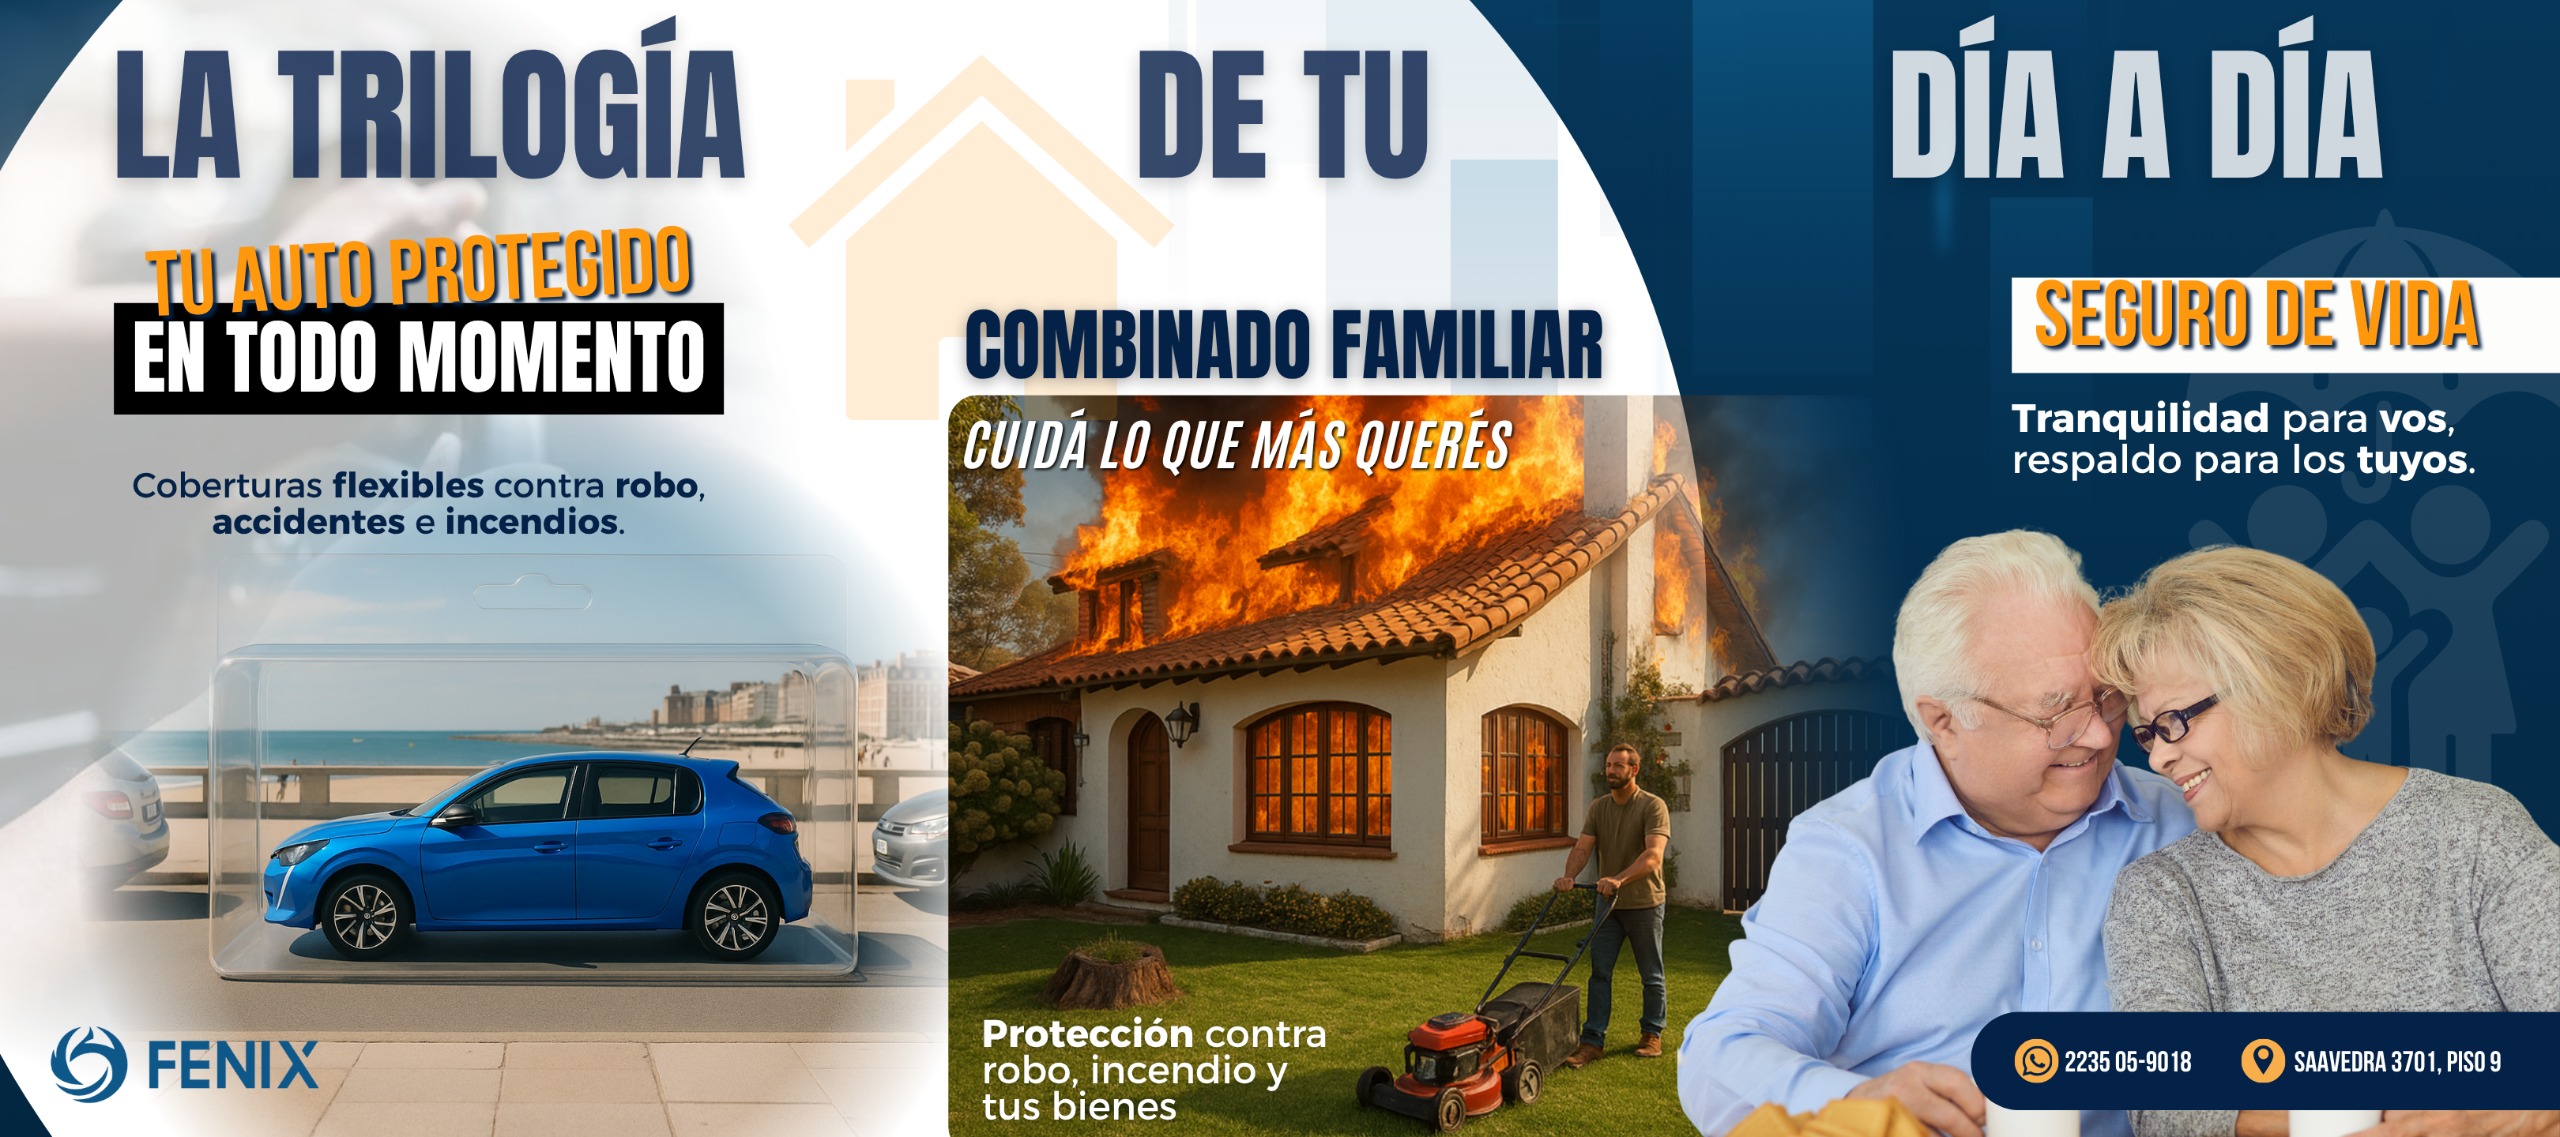 LA TRILOGÍA DE TU DÍA A DÍA
TU AUTO PROTEGIDO
EN TODO MOMENTO
Coberturas flexibles contra robo,
accidentes e incendios.
FENIX
COMBINADO FAMILIAR
CUIDÁ LO QUE MÁS QUERÉS
Protección contra
robo, incendio y
tus bienes
SEGURO DE VIDA
Tranquilidad para vos,
respaldo para los tuyos.
2235 05-9018
SAAVEDRA 3701, PISO 9